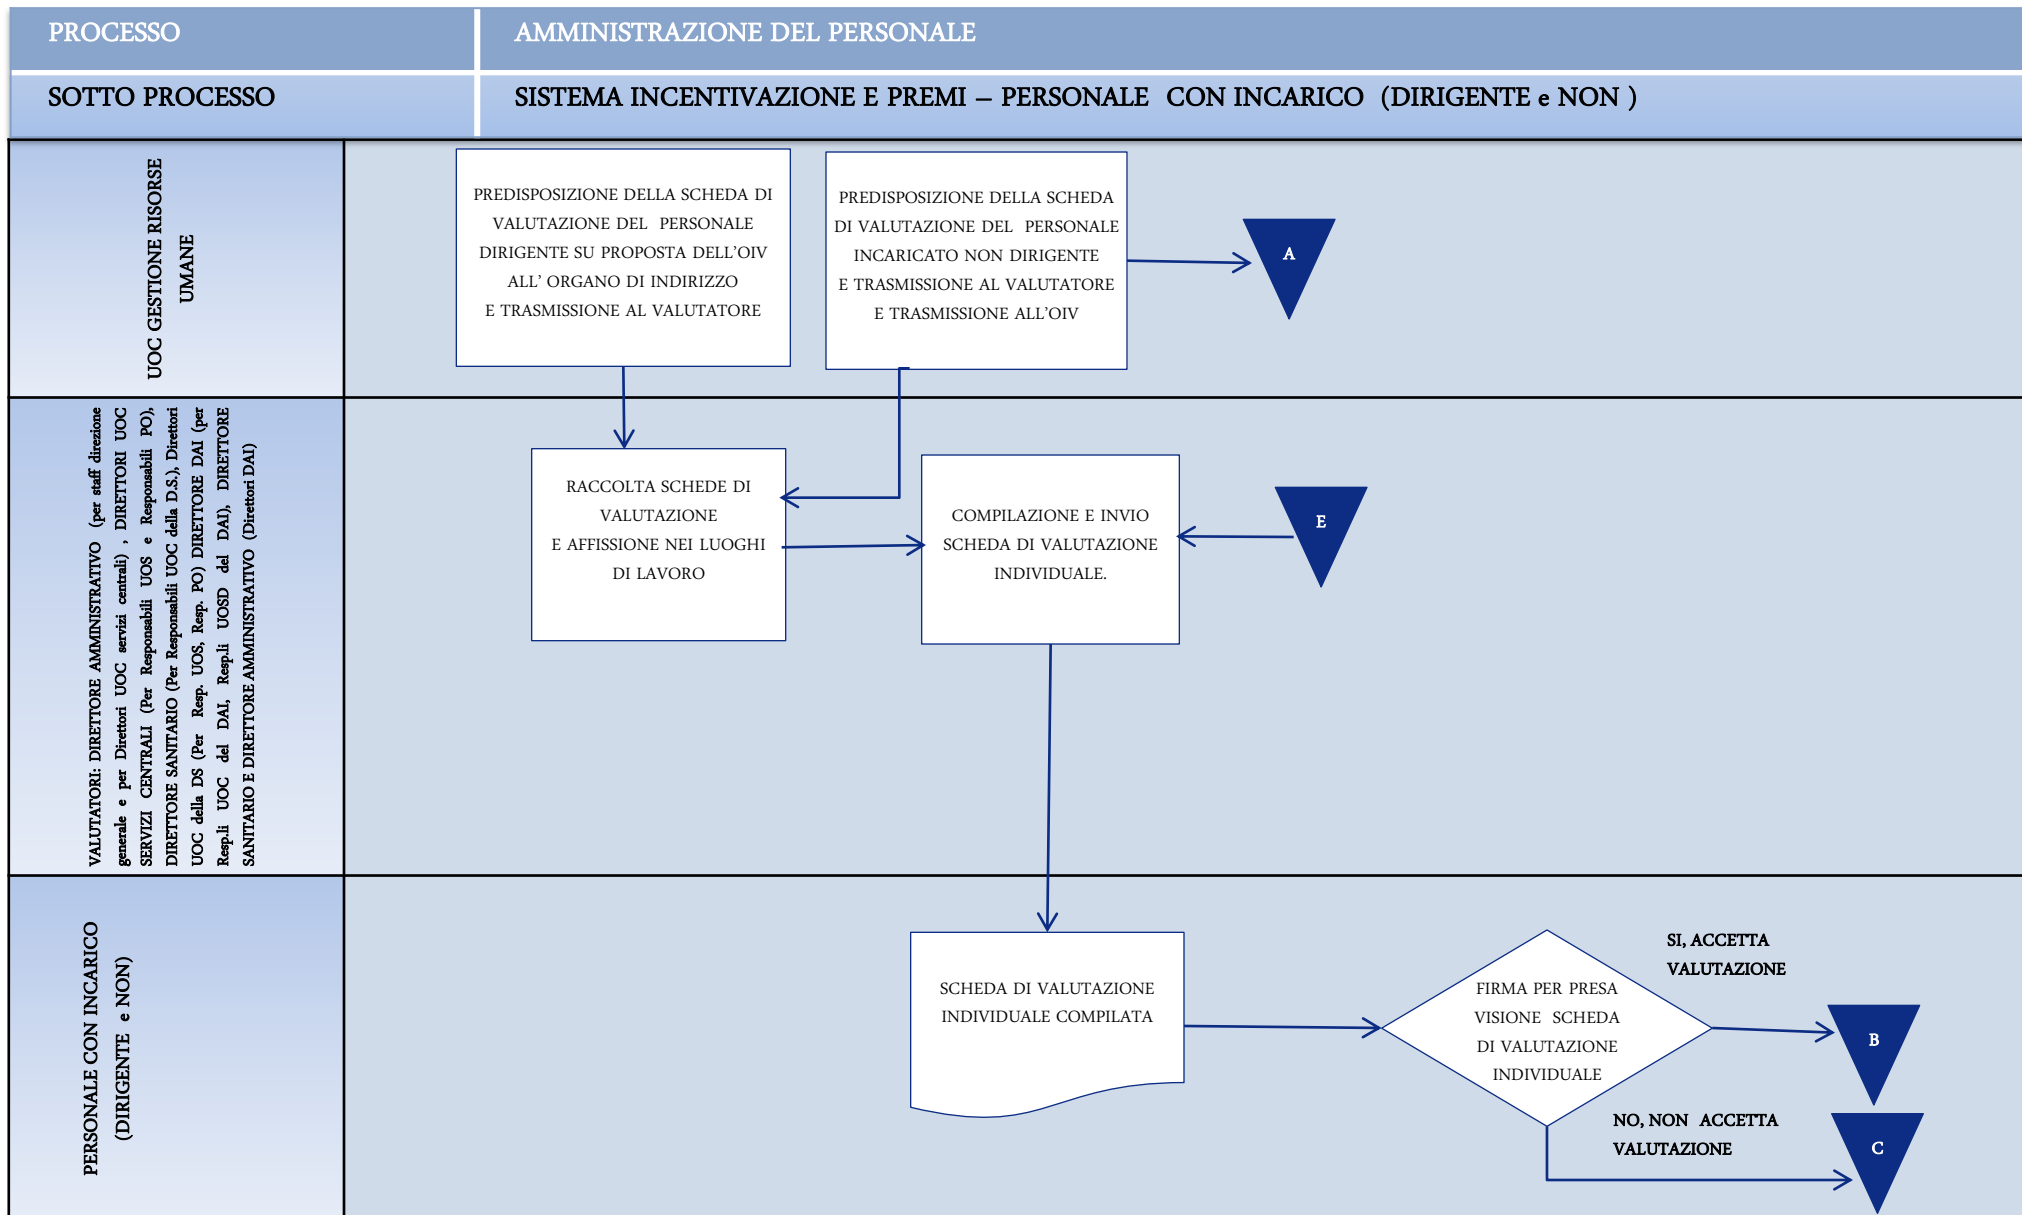 PROCESSO
AMMINISTRAZIONE DEL PERSONALE
SOTTO PROCESSO
SISTEMA INCENTIVAZIONE E PREMI – PERSONALE CON INCARICO (DIRIGENTE e NON )
UOC GESTIONE RISORSE
UMANE
PREDISPOSIZIONE DELLA SCHEDA DI
VALUTAZIONE DEL PERSONALE
DIRIGENTE SU PROPOSTA DELL'OIV
ALL' ORGANO DI INDIRIZZO
E TRASMISSIONE AL VALUTATORE
PREDISPOSIZIONE DELLA SCHEDA
DI VALUTAZIONE DEL PERSONALE
INCARICATO NON DIRIGENTE
E TRASMISSIONE AL VALUTATORE
E TRASMISSIONE ALL'OIV
A
VALUTATORI: DIRETTORE AMMINISTRATIVO (per staff direzione
generale e per Direttori UOC servizi centrali) , DIRETTORI UOC
SERVIZI CENTRALI (Per Responsabili UOS e Responsabili PO),
DIRETTORE SANITARIO (Per Responsabili UOC della D.S.), Direttori
UOC della DS (Per Resp. UOS, Resp. PO) DIRETTORE DAI (per
Resp.li UOC del DAI, Resp.li UOSD del DAI), DIRETTORE
SANITARIO E DIRETTORE AMMINISTRATIVO (Direttori DAI)
RACCOLTA SCHEDE DI
VALUTAZIONE
E AFFISSIONE NEI LUOGHI
DI LAVORO
COMPILAZIONE E INVIO
SCHEDA DI VALUTAZIONE
INDIVIDUALE.
E
PERSONALE CON INCARICO
(DIRIGENTE e NON)
SCHEDA DI VALUTAZIONE
INDIVIDUALE COMPILATA
FIRMA PER PRESA
VISIONE SCHEDA
DI VALUTAZIONE
INDIVIDUALE
SI, ACCETTA
VALUTAZIONE
B
NO, NON ACCETTA
VALUTAZIONE
C